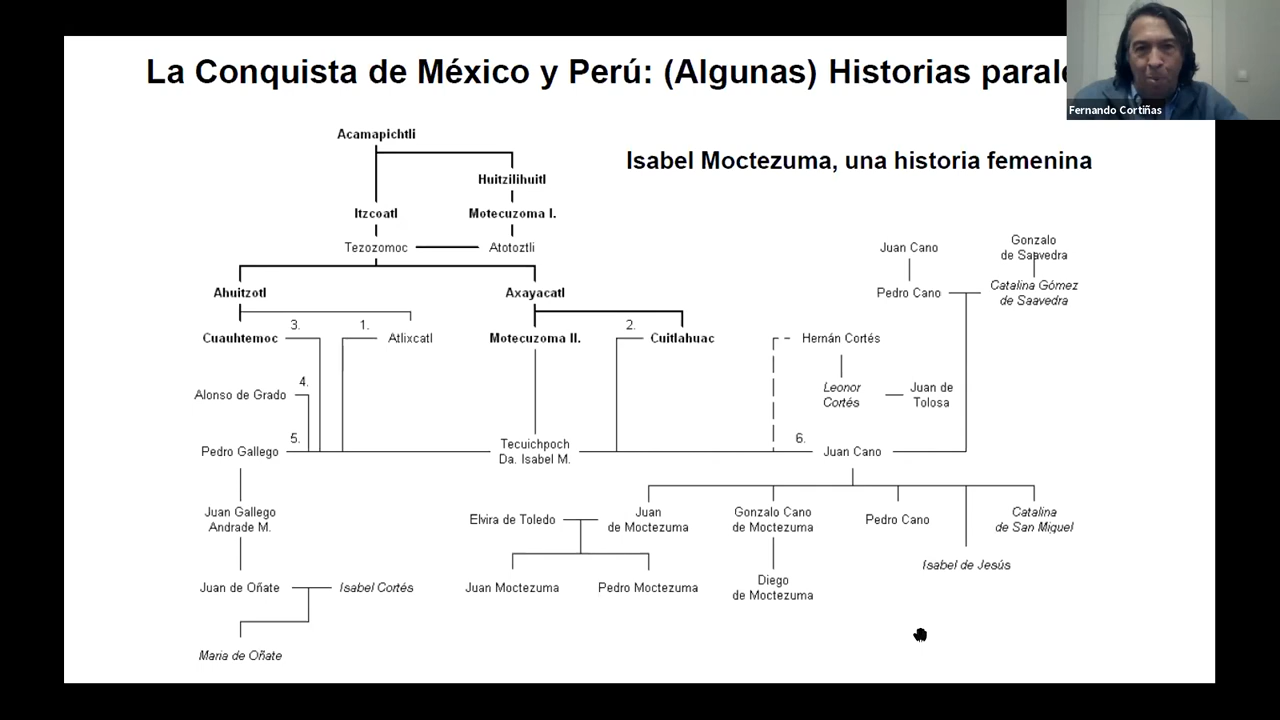 La Conquista de México y Perú: (Algunas) Historias
Fernando Cortiñas
Isabel Moctezuma, una historia femenina
Acamapichtli
Huitzilihuitl
Itzcoatl
Motecuzoma I.
Tezozomoc
Atotoztli
Juan Cano
Gonzalo
de Saavedra
Ahuitzotl
Axayacatl
Pedro Cano
Catalina Gómez
de Saavedra
3.
1.
2.
Cuauhtemoc
Atlixcatl
Motecuzoma II.
Cuitlahuac
Hernán Cortés
4.
Alonso de Grado
Leonor
Cortés
Juan de
Tolosa
5.
6.
Pedro Gallego
Tecuichpoch
Da. Isabel M.
Juan Cano
Juan Gallego
Andrade M.
Elvira de Toledo
Juan
de Moctezuma
Gonzalo Cano
de Moctezuma
Pedro Cano
Catalina
de San Miquel
Isabel de Jesús
Juan de Oñate
Isabel Cortés
Juan Moctezuma
Pedro Moctezuma
Diego
de Moctezuma
Maria de Oñate